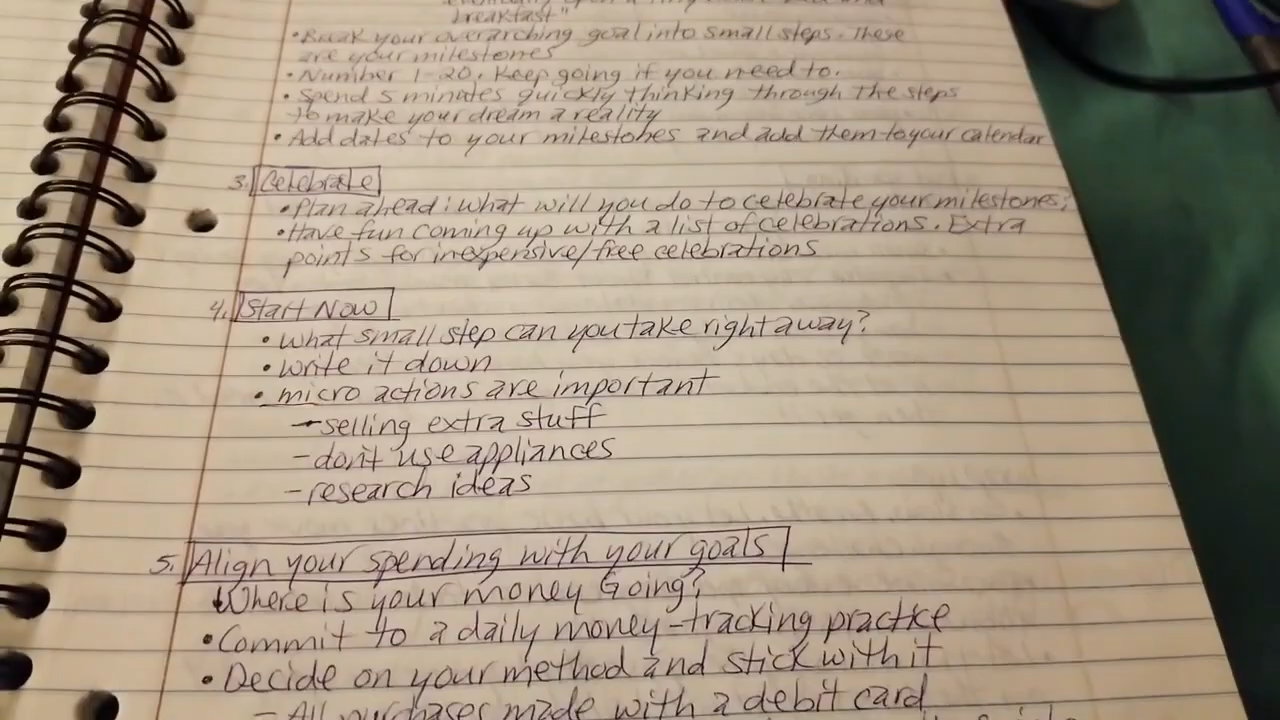 breakfast"
• Break your overarching goal into small steps. These
are your milestones
• Number 1-20. Keep going if you need to.
• Spend 5 minutes quickly thinking through the steps
to make your dream a reality
• Add dates to your milestones and add them to your calendar
3. Celebrate
• Plan ahead: what will you do to celebrate your milestones?
• Have fun coming up with a list of celebrations. Extra
points for inexpensive/free celebrations
4. Start Now
• What small step can you take right away?
• write it down
• micro actions are important
- selling extra stuff
- don't use appliances
- research ideas
5. Align your spending with your goals
Where is your money Going?
• Commit to a daily money-tracking practice
• Decide on your method and stick with it
- All purchases made with a debit card